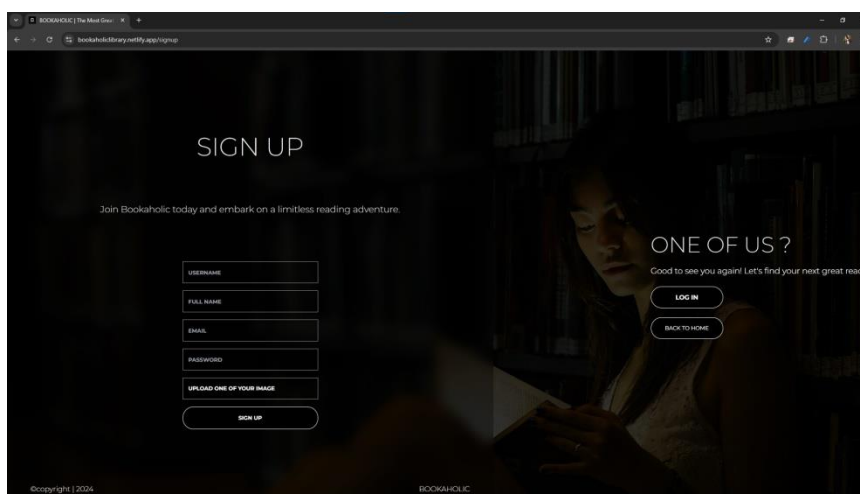 BOOKAHOLIC | The Most Grea
bookaholiclibrary.netlify.app/signup
SIGN UP
Join Bookaholic today and embark on a limitless reading adventure.
USERNAME
FULL NAME
EMAIL
PASSWORD
UPLOAD ONE OF YOUR IMAGE
SIGN UP
ONE OF US ?
Good to see you again! Let's find your next great read
LOG IN
BACK TO HOME
©copyright | 2024
BOOKAHOLIC